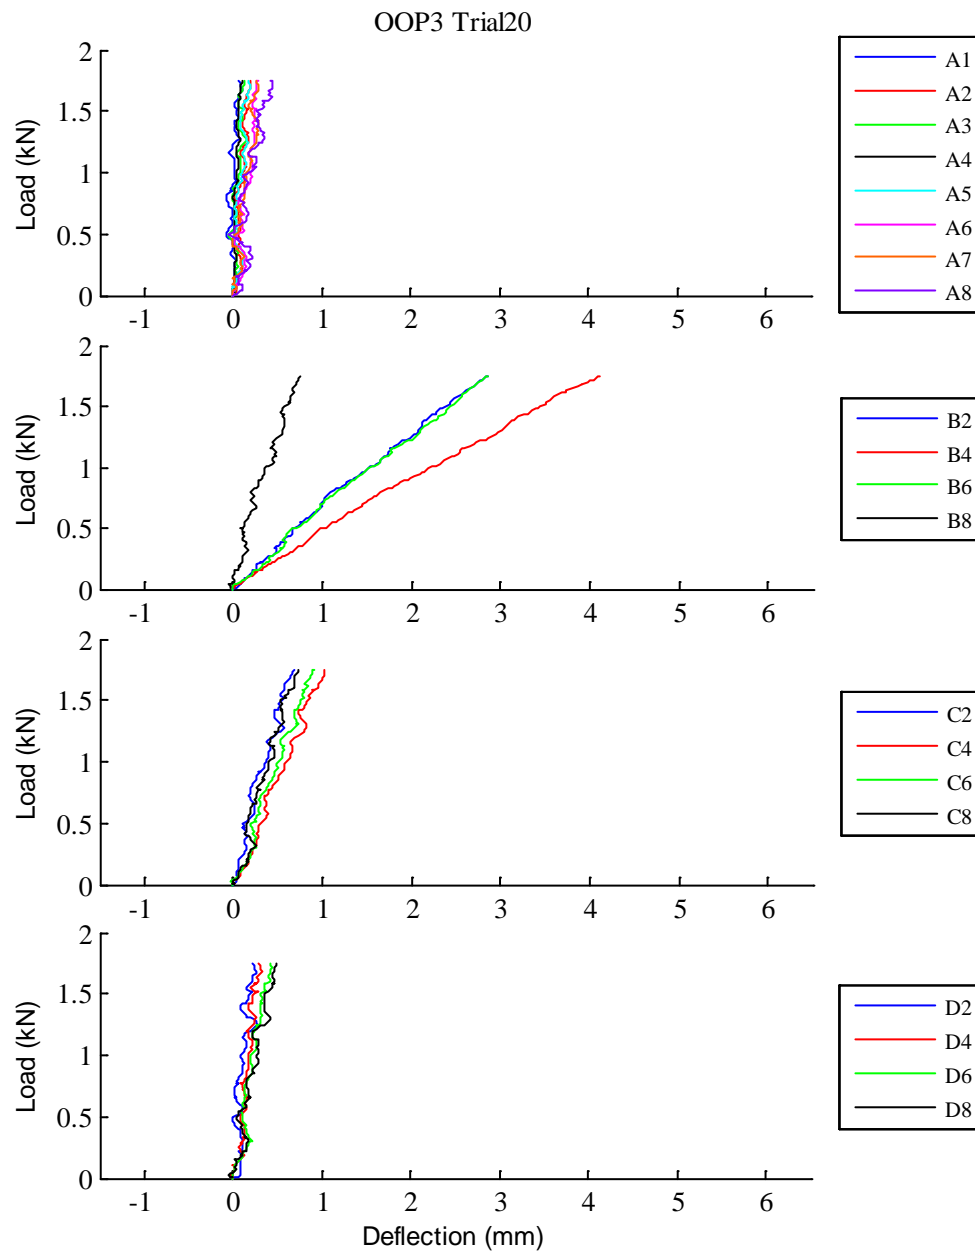 OOP3 Trial20
2
1.5
1
0.5
0
Load (kN)
-1 0 1 2 3 4 5 6
A1
A2
A3
A4
A5
A6
A7
A8
2
1.5
1
0.5
0
Load (kN)
-1 0 1 2 3 4 5 6
B2
B4
B6
B8
2
1.5
1
0.5
0
Load (kN)
-1 0 1 2 3 4 5 6
C2
C4
C6
C8
2
1.5
1
0.5
0
Load (kN)
-1 0 1 2 3 4 5 6
Deflection (mm)
D2
D4
D6
D8